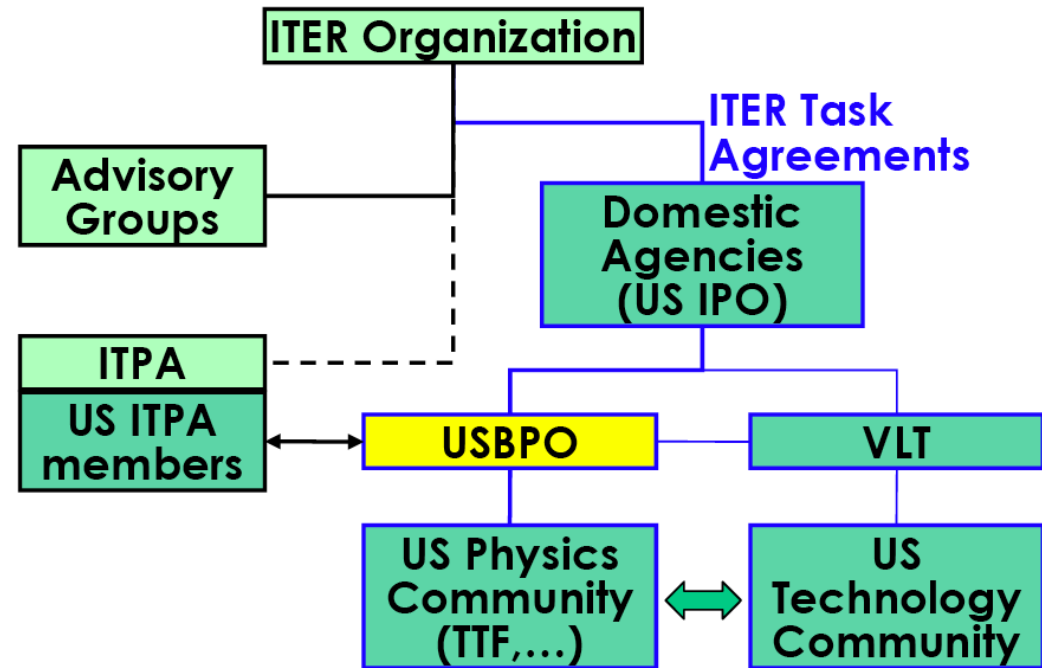 ITER Organization
ITER Task
Agreements
Advisory
Groups
Domestic
Agencies
(US IPO)
ITPA
US ITPA
members
USBPO
VLT
US Physics
Community
(TTF,...)
US
Technology
Community